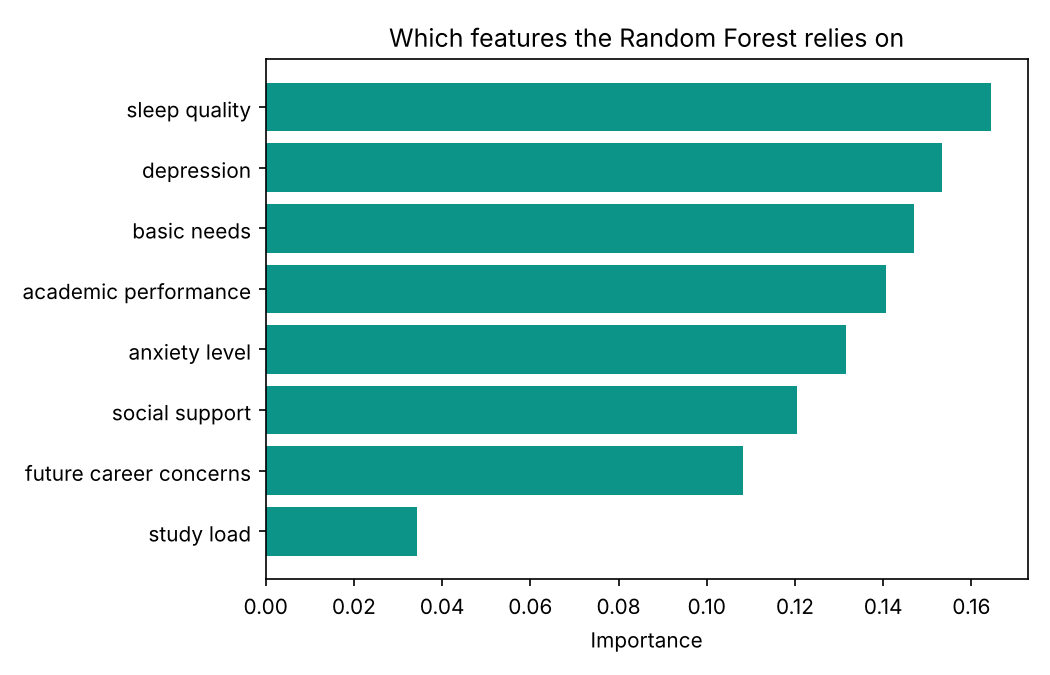 Which features the Random Forest relies on
sleep quality
depression
basic needs
academic performance
anxiety level
social support
future career concerns
study load
0.00 0.02 0.04 0.06 0.08 0.10 0.12 0.14 0.16
Importance